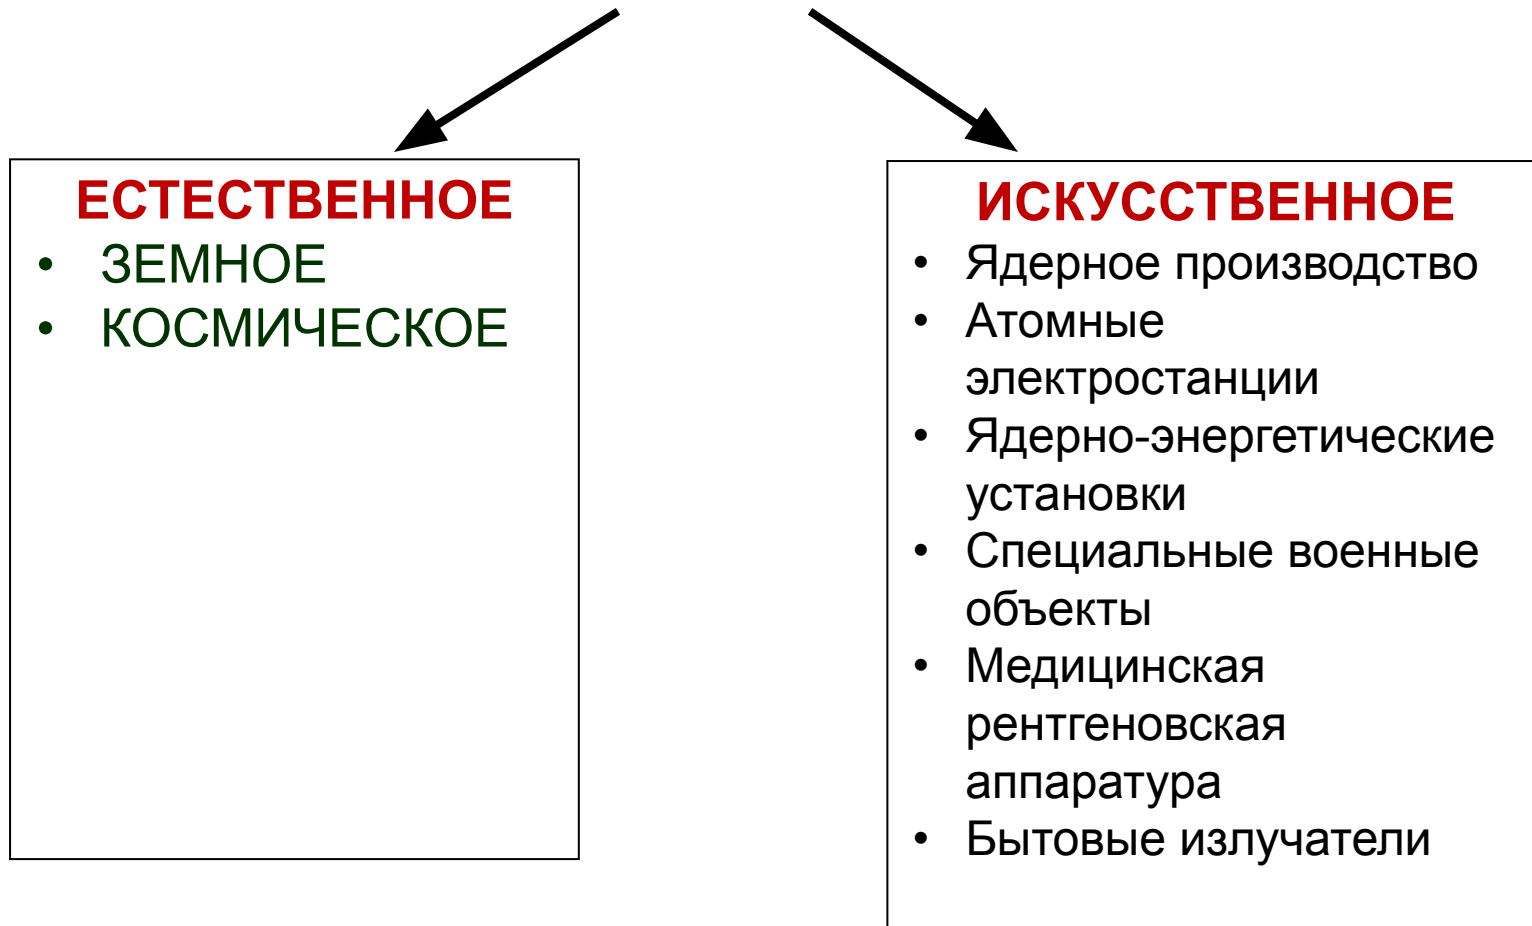 ЕСТЕСТВЕННОЕ
• ЗЕМНОЕ
• КОСМИЧЕСКОЕ
ИСКУССТВЕННОЕ
• Ядерное производство
• Атомные
электростанции
• Ядерно-энергетические
установки
• Специальные военные
объекты
• Медицинская
рентгеновская
аппаратура
• Бытовые излучатели